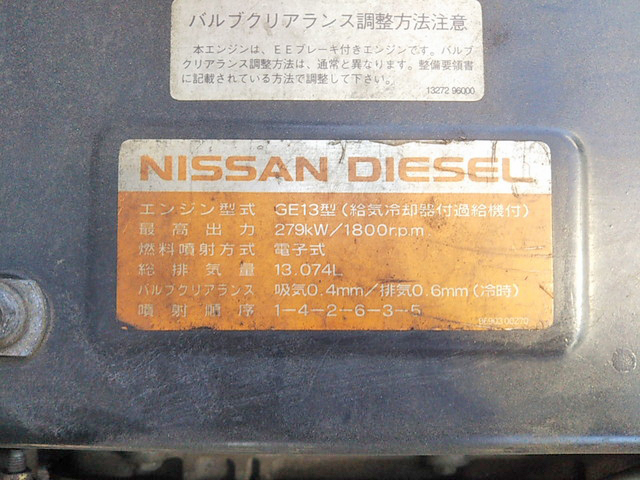 バルブクリアランス調整方法注意
本エンジンは、EEブレーキ付きエンジンです。バルブ
クリアランス調整方法は、通常と異なります。整備要領書
に記載されている方法で調整して下さい。
13272 96000
NISSAN DIESEL
エンジン型式 GE13型(給気冷却器付過給機付)
最高出力 279kW/1800r.p.m.
燃料噴射方式 電子式
総排気量 13.074L
バルブクリアランス 吸気0.4mm/排気0.6mm(冷時)
噴射順序 1-4-2-6-3-5